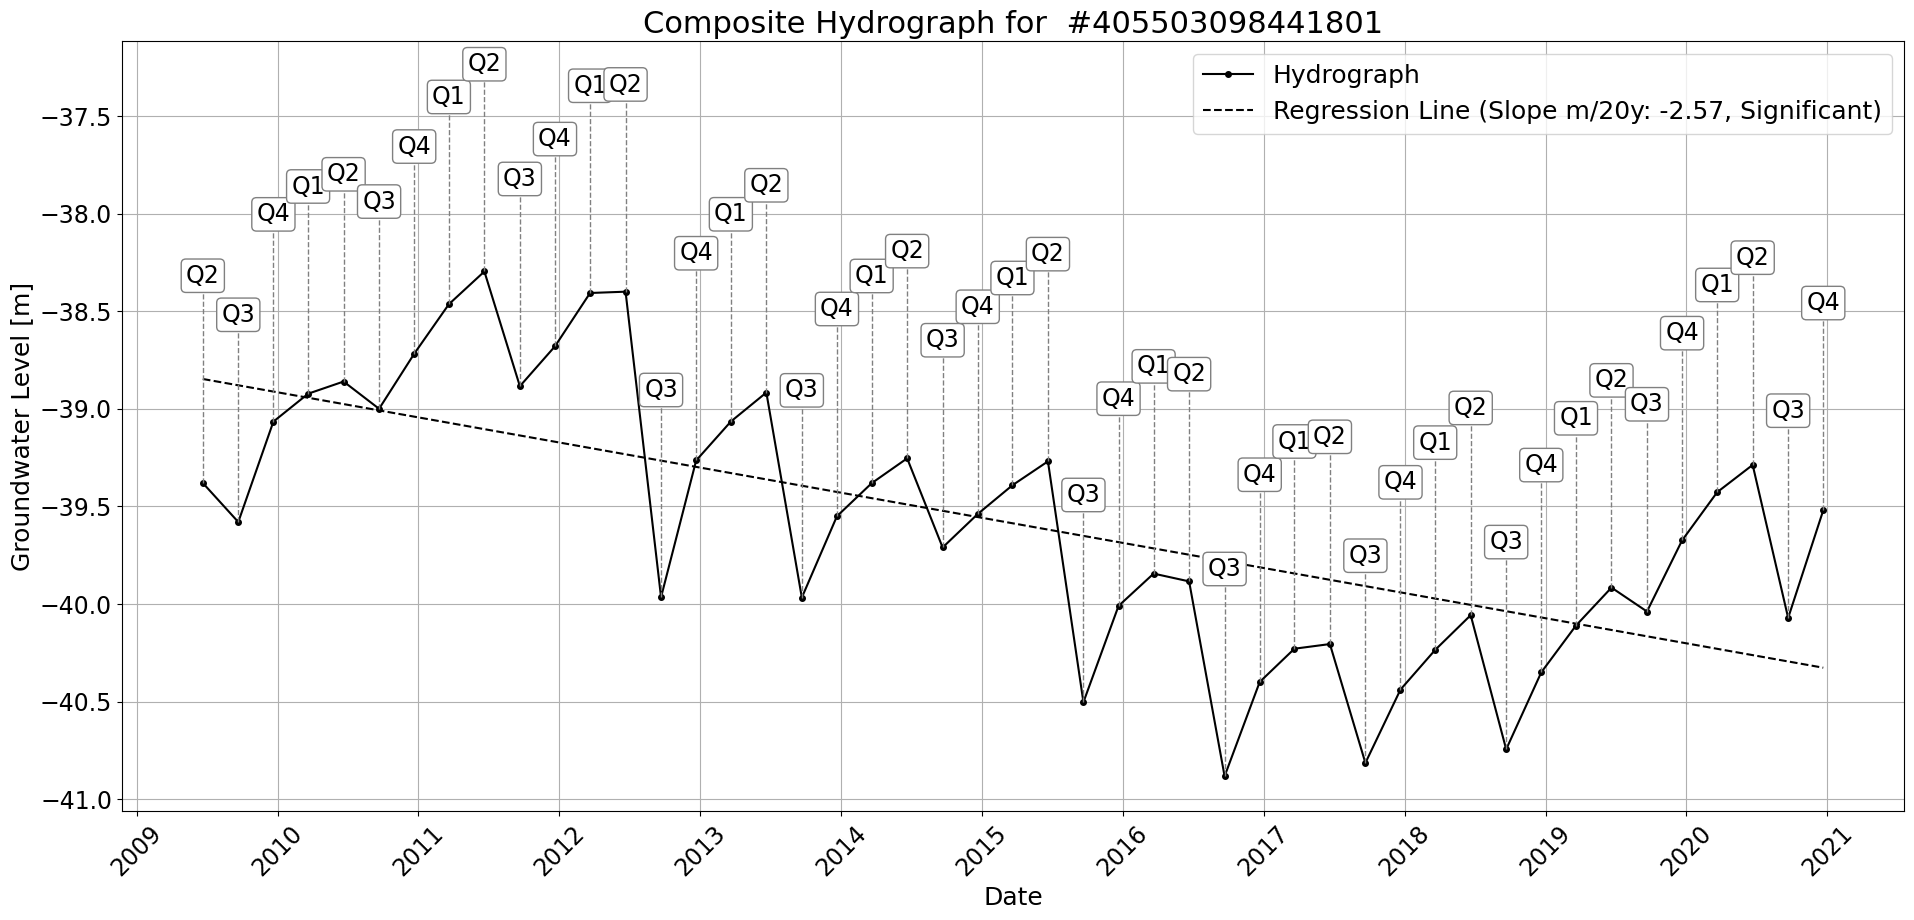 Composite Hydrograph for  #405503098441801
Hydrograph
Regression Line (Slope m/20y: -2.57, Significant)
Groundwater Level [m]
−37.5
−38.0
−38.5
−39.0
−39.5
−40.0
−40.5
−41.0
Q2
Q3
Q4
Q1
Q2
Q3
Q4
Q1
Q2
Q3
Q4
Q1
Q2
Q3
Q4
Q1
Q2
Q3
Q4
Q1
Q2
Q3
Q4
Q1
Q2
Q3
Q4
Q1
Q2
Q3
Q4
Q1
Q2
Q3
Q4
Q1
Q2
Q3
Q4
Q1
Q2
Q3
Q4
Q1
Q2
Q3
Q4
2009
2010
2011
2012
2013
2014
2015
2016
2017
2018
2019
2020
2021
Date